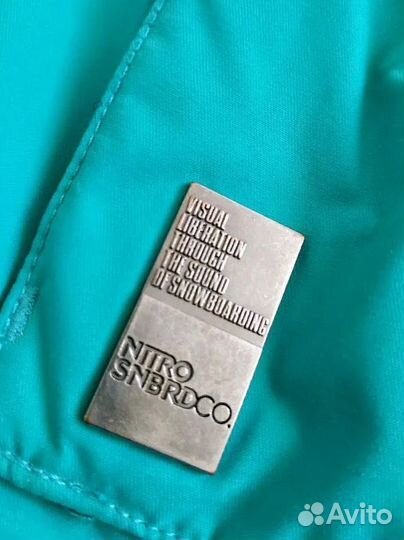 VISUAL
LIBERATION
THROUGH
THE SOUND
OF SNOWBOARDING
NITRO
SNBRDCO.
Avito